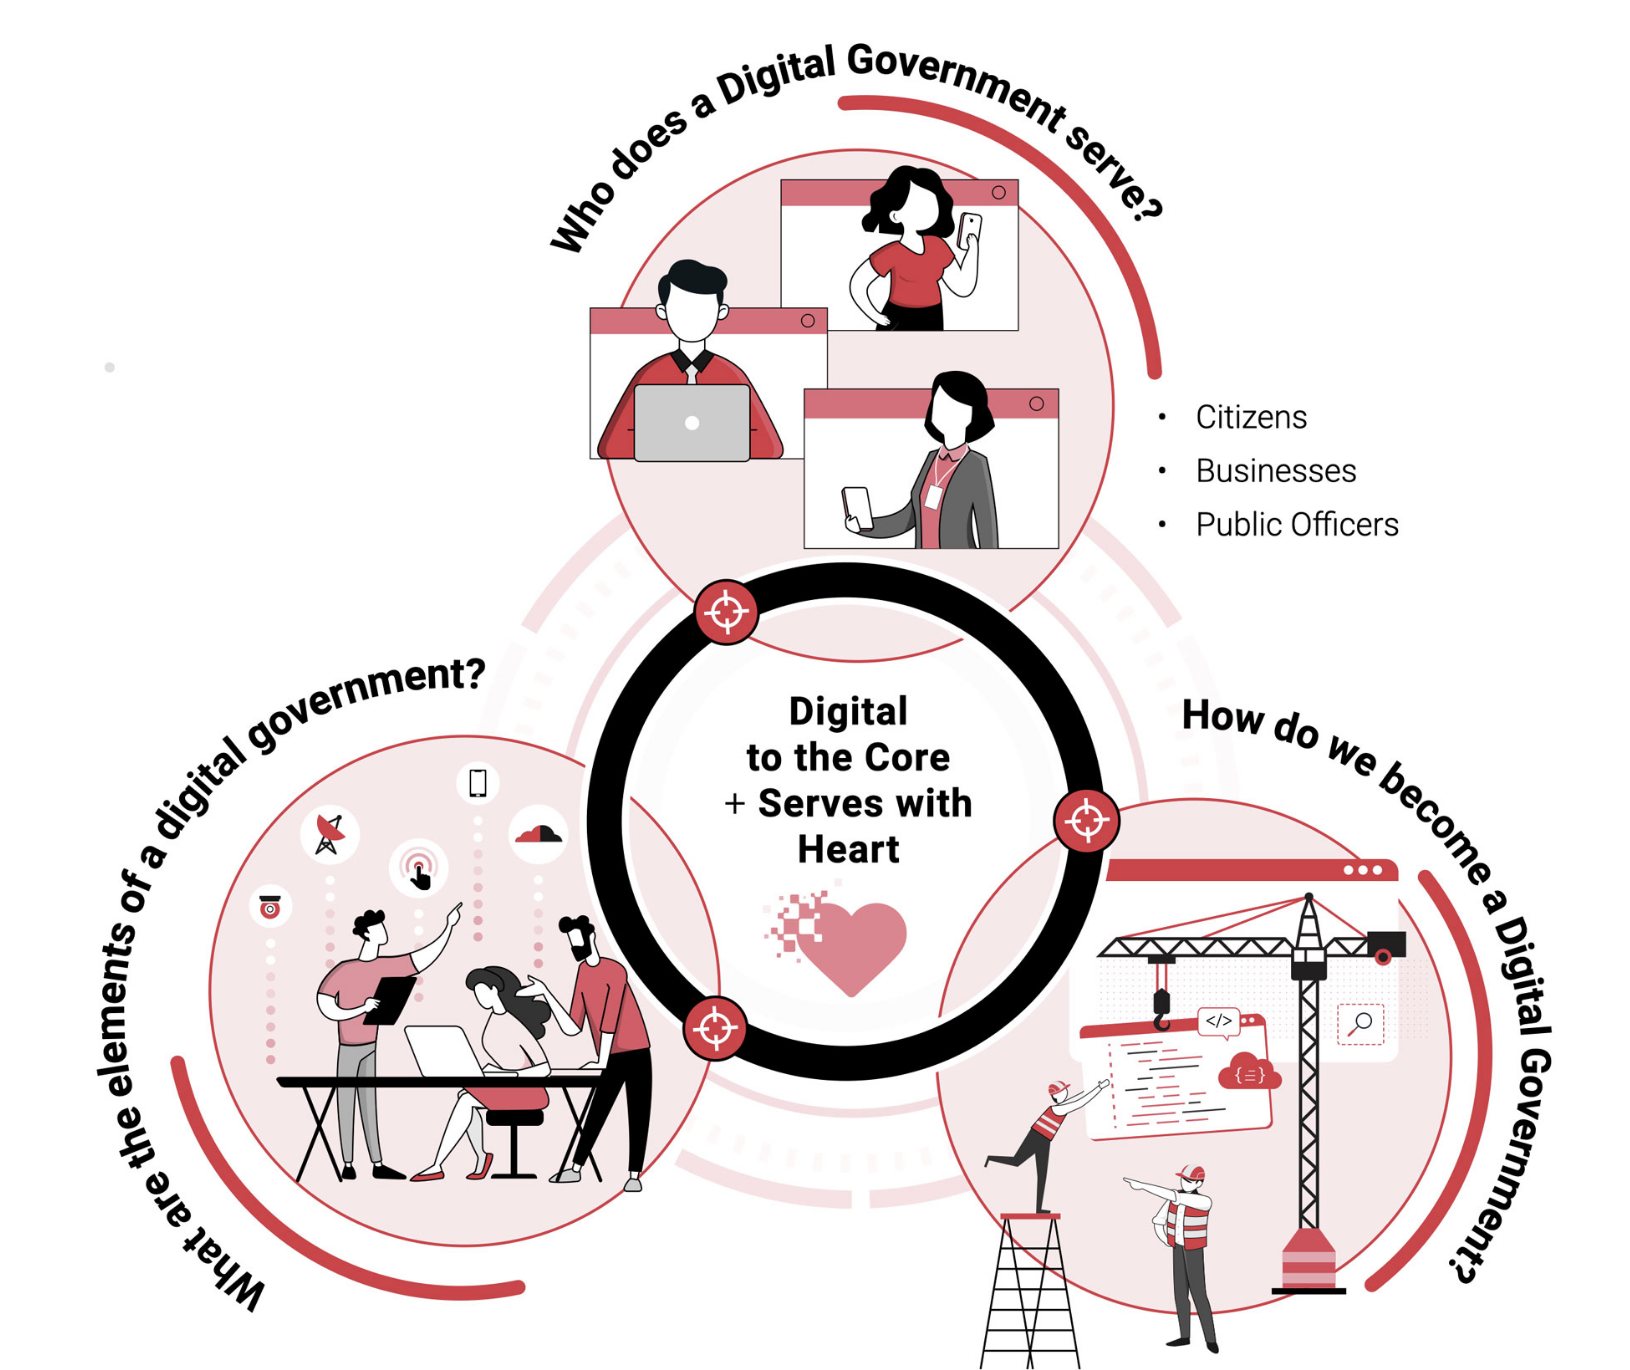 Who does a Digital Government serve?
• Citizens
• Businesses
• Public Officers
What are the elements of a digital government?
Digital
to the Core
+ Serves with
Heart
How do we become a Digital Government?
</>
{=}